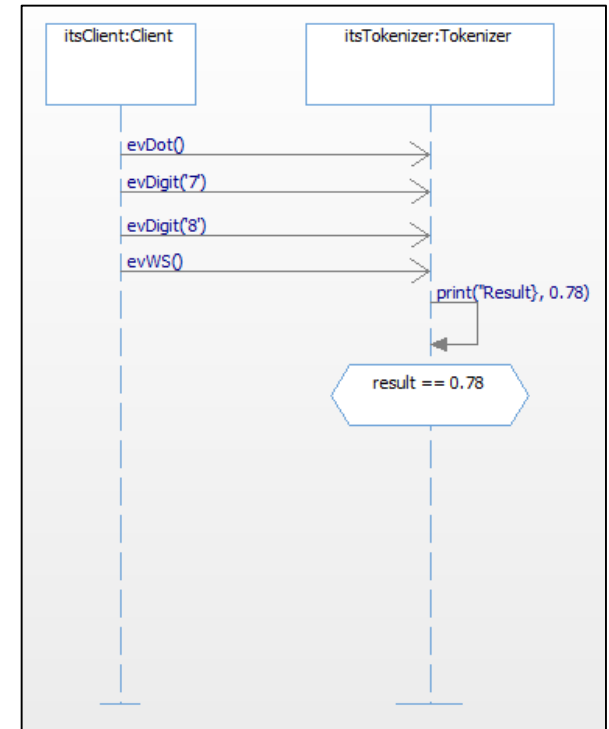 itsClient:Client
itsTokenizer:Tokenizer
evDot()
evDigit('7')
evDigit('8')
evWS()
print("Result}, 0.78)
result == 0.78